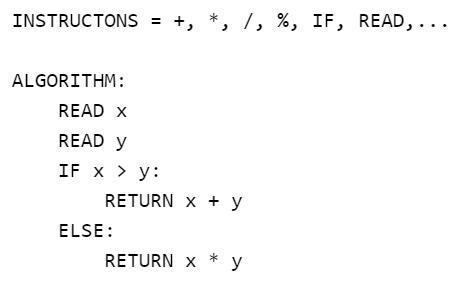 INSTRUCTONS = +, *, /, %, IF, READ,...
ALGORITHM:
READ x
READ y
IF x > y:
RETURN x + y
ELSE:
RETURN x * y